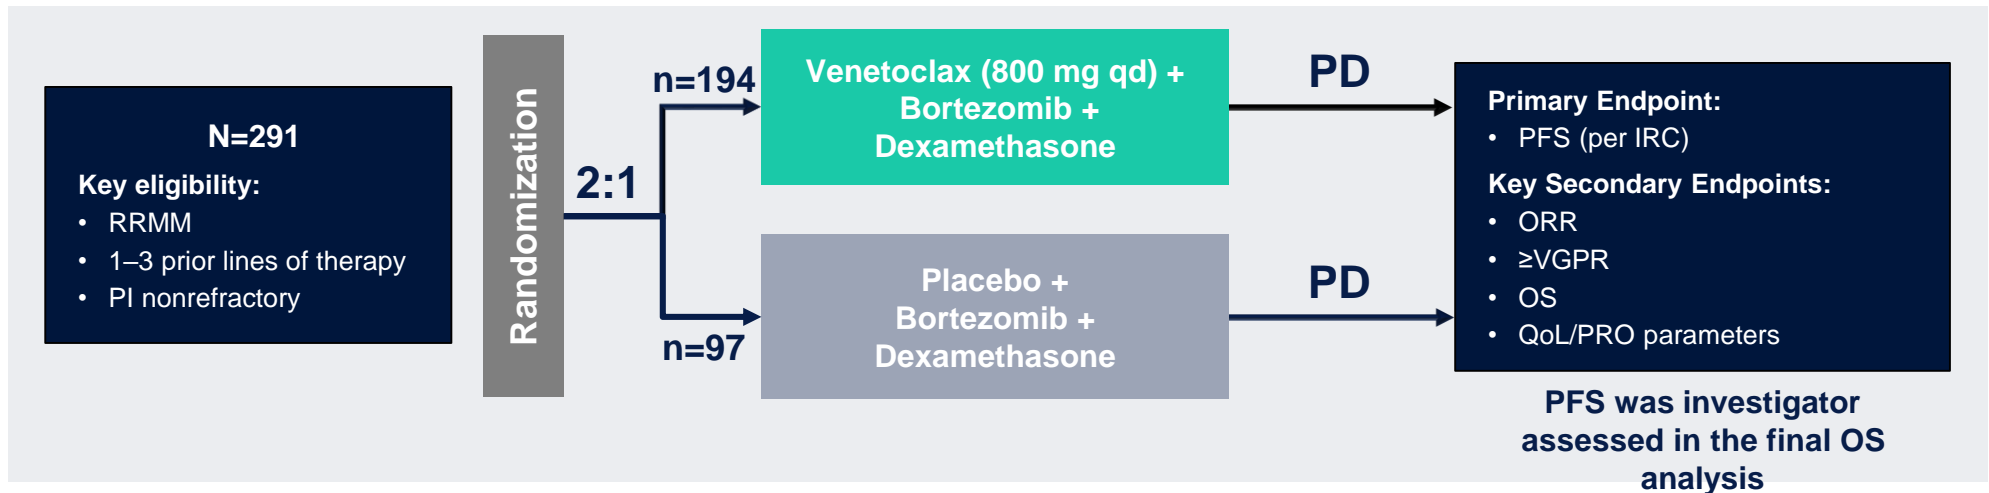 N=291
Key eligibility:
• RRMM
• 1–3 prior lines of therapy
• PI nonrefractory
Randomization
2:1
n=194
n=97
Venetoclax (800 mg qd) +
Bortezomib +
Dexamethasone
Placebo +
Bortezomib +
Dexamethasone
PD
PD
Primary Endpoint:
• PFS (per IRC)
Key Secondary Endpoints:
• ORR
• ≥VGPR
• OS
• QoL/PRO parameters
PFS was investigator
assessed in the final OS
analysis